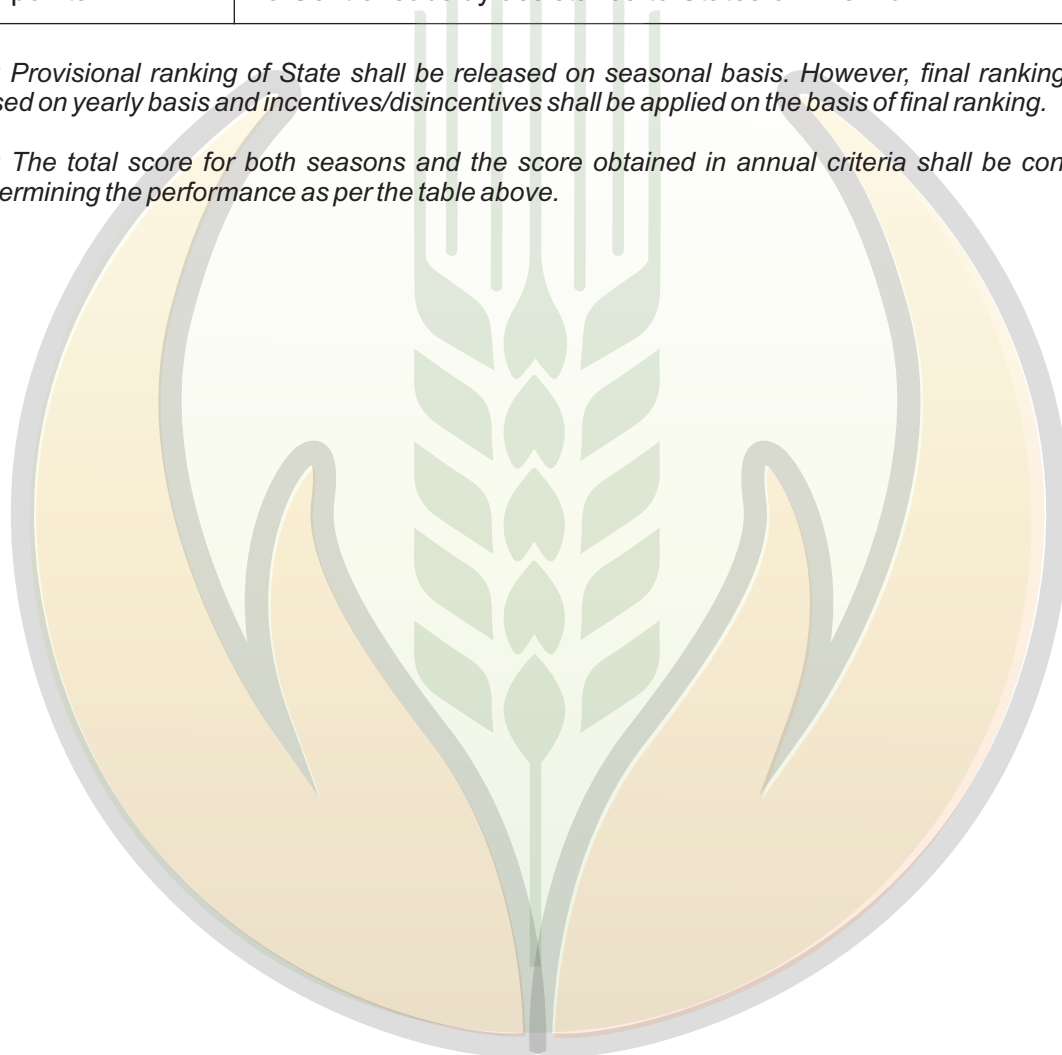 Provisional ranking of State shall be released on seasonal basis. However, final ranking
sed on yearly basis and incentives/disincentives shall be applied on the basis of final ranking.
The total score for both seasons and the score obtained in annual criteria shall be con
termining the performance as per the table above.